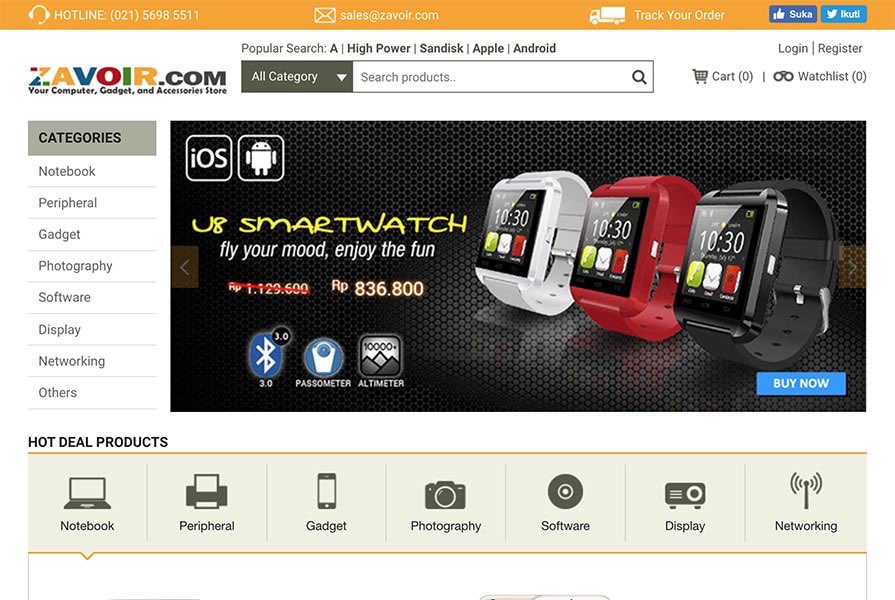 HOTLINE: (021) 5698 5511
sales@zavoir.com
Track Your Order
Suka
Ikuti
Popular Search: A | High Power | Sandisk | Apple | Android
Login | Register
ZAVOIR.COM
Your Computer, Gadget, and Accessories Store
All Category
Search products..
Cart (0) | Watchlist (0)
CATEGORIES
Notebook
Peripheral
Gadget
Photography
Software
Display
Networking
Others
iOS
U8 SMARTWATCH
fly your mood, enjoy the fun
Rp 1.129.600 Rp 836.800
3.0
10000+
3.0 PASSOMETER ALTIMETER
10:30
10:30
10:30
BUY NOW
HOT DEAL PRODUCTS
Notebook
Peripheral
Gadget
Photography
Software
Display
Networking